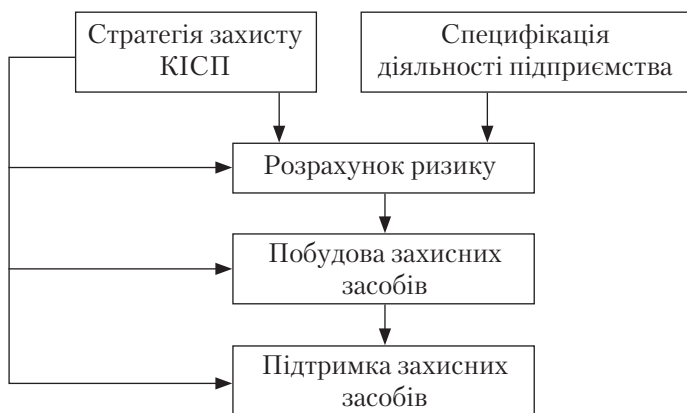 Стратегія захисту
КІСП
Специфікація
діяльності підприємства
Розрахунок ризику
Побудова захисних
засобів
Підтримка захисних
засобів